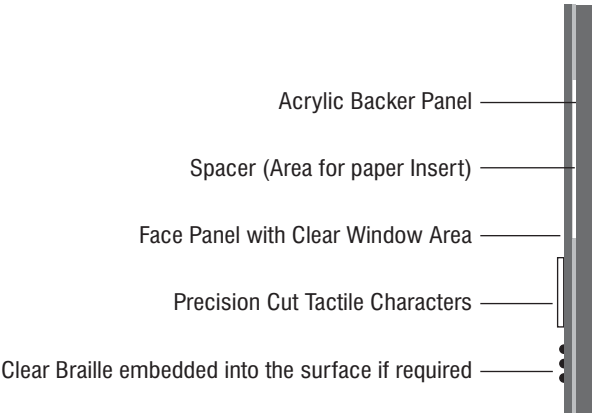 Acrylic Backer Panel
Spacer (Area for paper Insert)
Face Panel with Clear Window Area
Precision Cut Tactile Characters
Clear Braille embedded into the surface if required